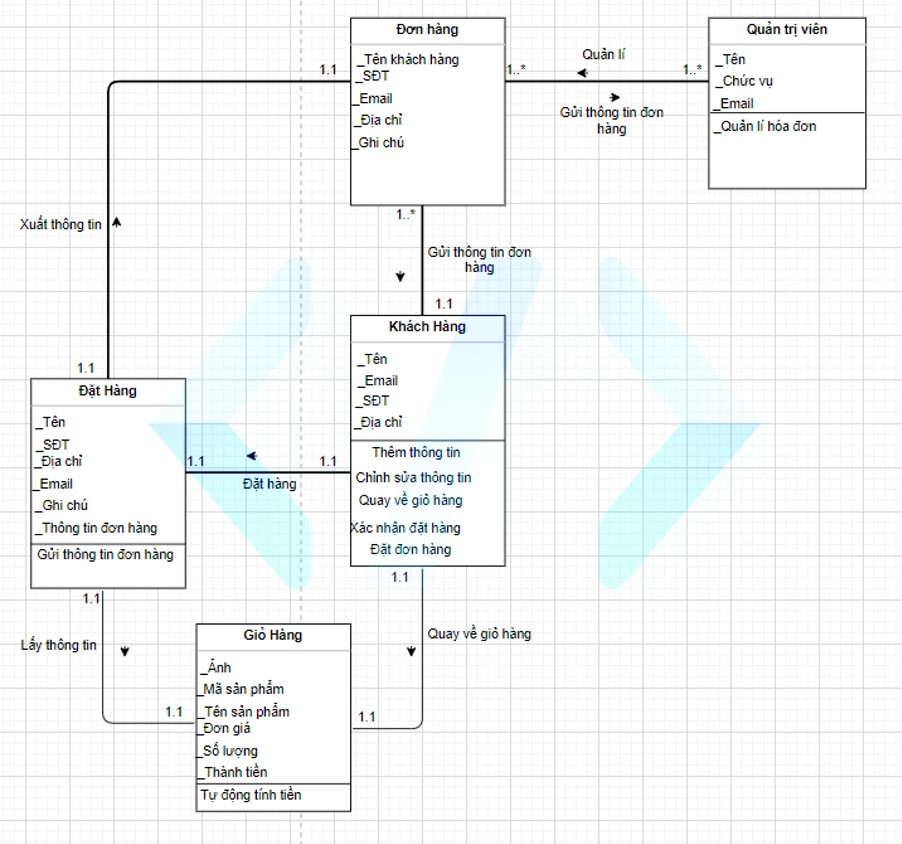 Đơn hàng
_Tên khách hàng
_SĐT
_Email
_Địa chỉ
_Ghi chú
Quản trị viên
_Tên
_Chức vụ
_Email
_Quản lí hóa đơn
1.1
1..*
Quản lí
1..*
Gửi thông tin đơn
hàng
Xuất thông tin
1..*
Gửi thông tin đơn
hàng
1.1
1.1
Khách Hàng
_Tên
_Email
_SĐT
_Địa chỉ
Thêm thông tin
Chỉnh sửa thông tin
Quay về giỏ hàng
Xác nhận đặt hàng
Đặt đơn hàng
Đặt Hàng
_Tên
_SĐT
_Địa chỉ
_Email
_Ghi chú
_Thông tin đơn hàng
Gửi thông tin đơn hàng
1.1
1.1
Đặt hàng
1.1
1.1
Lấy thông tin
Quay về giỏ hàng
1.1
1.1
Giỏ Hàng
_Ảnh
_Mã sản phẩm
_Tên sản phẩm
_Đơn giá
_Số lượng
_Thành tiền
Tự động tính tiền